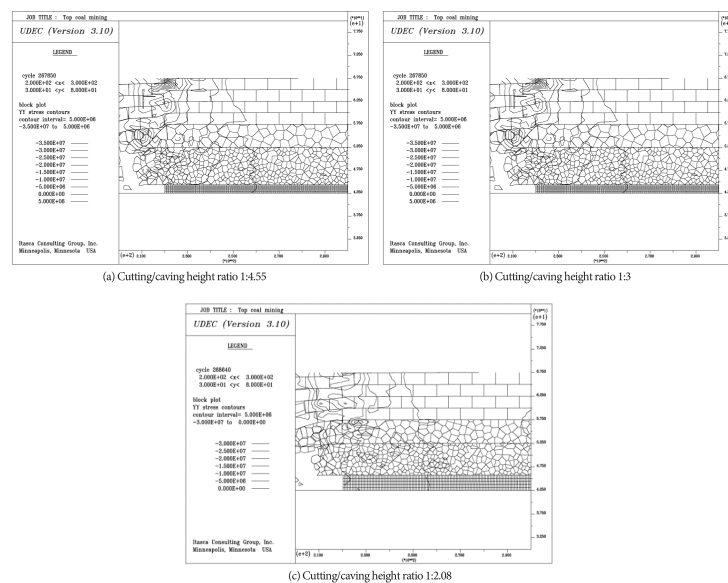 JOB TITLE : Top coal mining
UDEC (Version 3.10)
LEGEND
cycle 267650
2.000E+02 <x< 3.000E+02
3.000E+01 <y< 8.000E+01
block plot
YY stress contours
contour interval= 5.000E+06
-3.500E+07 to 5.000E+06
-3.500E+07
-3.000E+07
-2.500E+07
-2.000E+07
-1.500E+07
-1.000E+07
-5.000E+06
0.000E+00
5.000E+06
Itasca Consulting Group, Inc.
Minneapolis, Minnesota USA
(e+1)
(e+2)
(a) Cutting/caving height ratio 1:4.55
JOB TITLE : Top coal mining
UDEC (Version 3.10)
LEGEND
cycle 267650
2.000E+02 <x< 3.000E+02
3.000E+01 <y< 8.000E+01
block plot
YY stress contours
contour interval= 5.000E+06
-3.500E+07 to 5.000E+06
-3.500E+07
-3.000E+07
-2.500E+07
-2.000E+07
-1.500E+07
-1.000E+07
-5.000E+06
0.000E+00
5.000E+06
Itasca Consulting Group, Inc.
Minneapolis, Minnesota USA
(e+2)
(b) Cutting/caving height ratio 1:3
JOB TITLE : Top coal mining
UDEC (Version 3.10)
LEGEND
cycle 268640
2.000E+02 <x< 3.000E+02
3.000E+01 <y< 8.000E+01
block plot
YY stress contours
contour interval= 5.000E+06
-3.000E+07 to 0.000E+00
-3.000E+07
-2.500E+07
-2.000E+07
-1.500E+07
-1.000E+07
-5.000E+06
0.000E+00
Itasca Consulting Group, Inc.
Minneapolis, Minnesota USA
(e+1)
(e+2)
(c) Cutting/caving height ratio 1:2.08